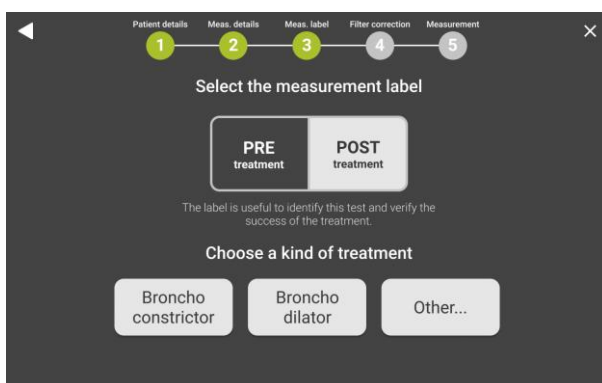 Patient details Meas. details Meas. label Filter correction Measurement
1 2 3 4 5
Select the measurement label
PRE POST
treatment treatment
The label is useful to identify this test and verify the
success of the treatment.
Choose a kind of treatment
Broncho Broncho Other...
constrictor dilator